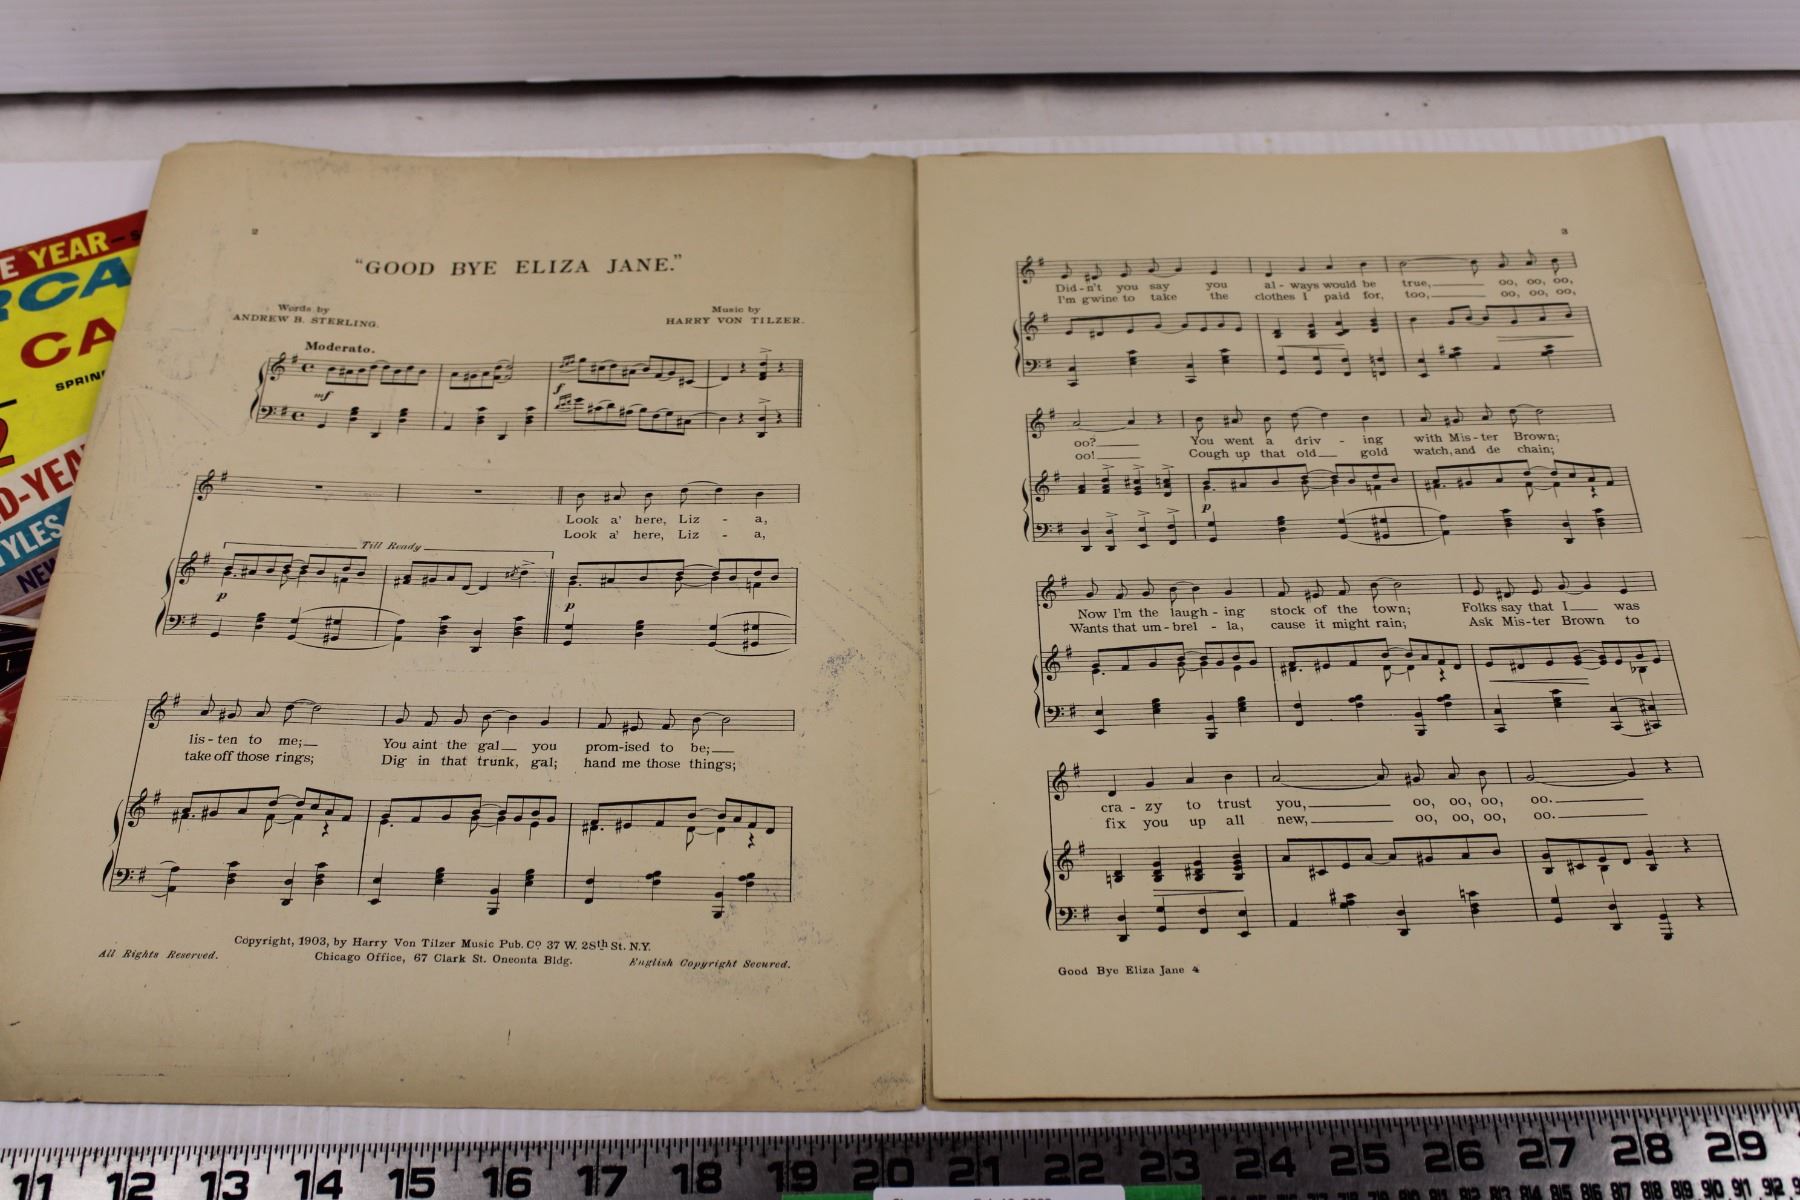 E YEAR
RCA
CA
SPRIN
2
D-YEA
TYLES
NEW
2
"GOOD BYE ELIZA JANE."
Words by
ANDREW B. STERLING.
Music by
HARRY VON TILZER.
Moderato.
mf
f
Look a' here, Liz - a,
Look a' here, Liz - a,
Till Ready
p
p
lis - ten to me; You aint the gal you prom-ised to be;
take off those rings; Dig in that trunk, gal; hand me those things;
Copyright, 1903, by Harry Von Tilzer Music Pub. Co 37 W. 28th St. N.Y.
All Rights Reserved. Chicago Office, 67 Clark St. Oneonta Bldg. English Copyright Secured.
3
Did-n't you say you al-ways would be true, oo, oo, oo,
I'm g'wine to take the clothes I paid for, too, oo, oo, oo,
oo? You went a driv - ing with Mis-ter Brown;
oo! Cough up that old gold watch, and de chain;
p
Now I'm the laugh-ing stock of the town; Folks say that I was
Wants that um-brel-la, cause it might rain; Ask Mis-ter Brown to
cra-zy to trust you, oo, oo, oo, oo.
fix you up all new, oo, oo, oo, oo.
Good Bye Eliza Jane 4
11 12 13 14 15 16 17 18 19 20 21 22 23 24 25 26 27 28 29